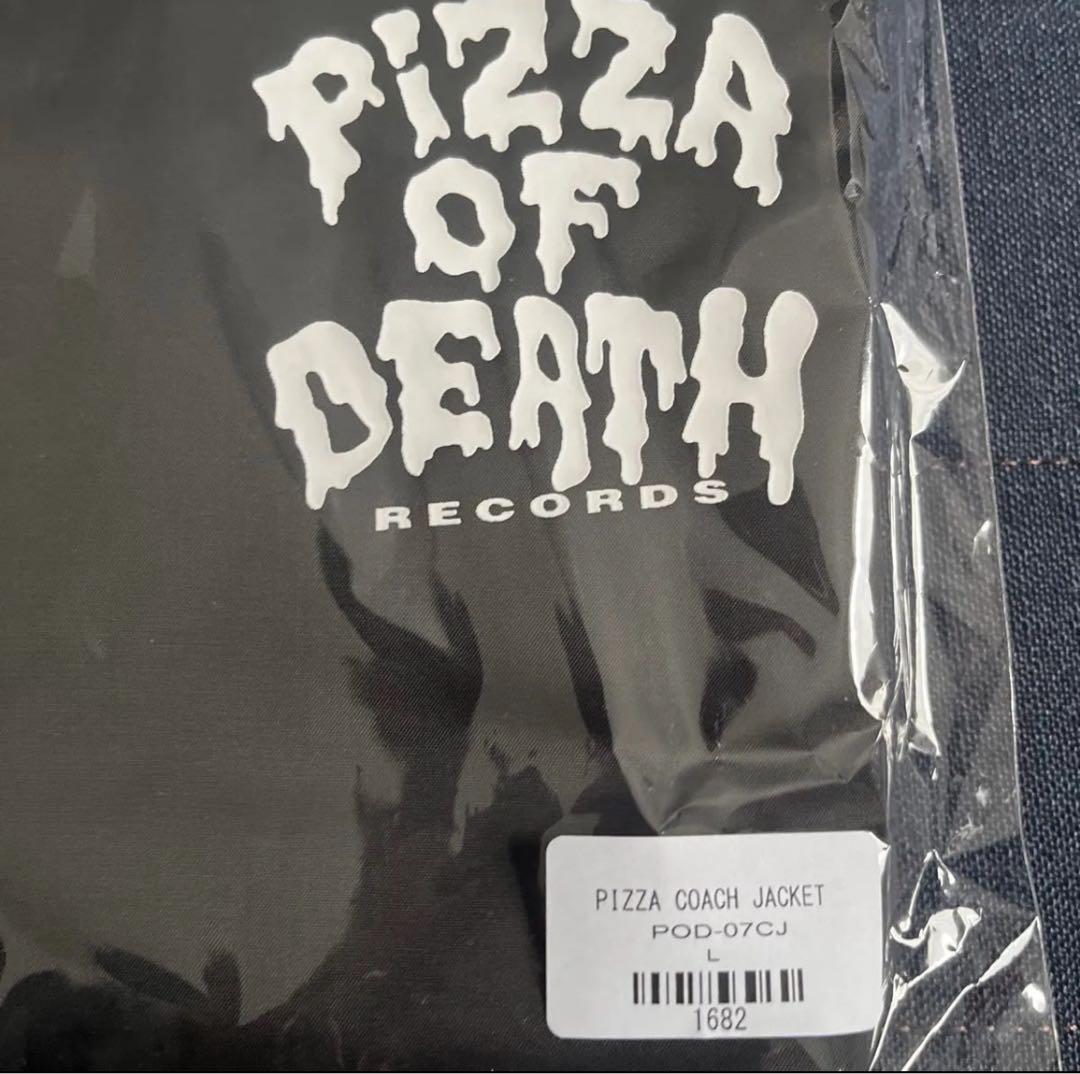 PiZZA
OF
DEATH
RECORDS
PIZZA COACH JACKET
POD-07CJ
L
1682